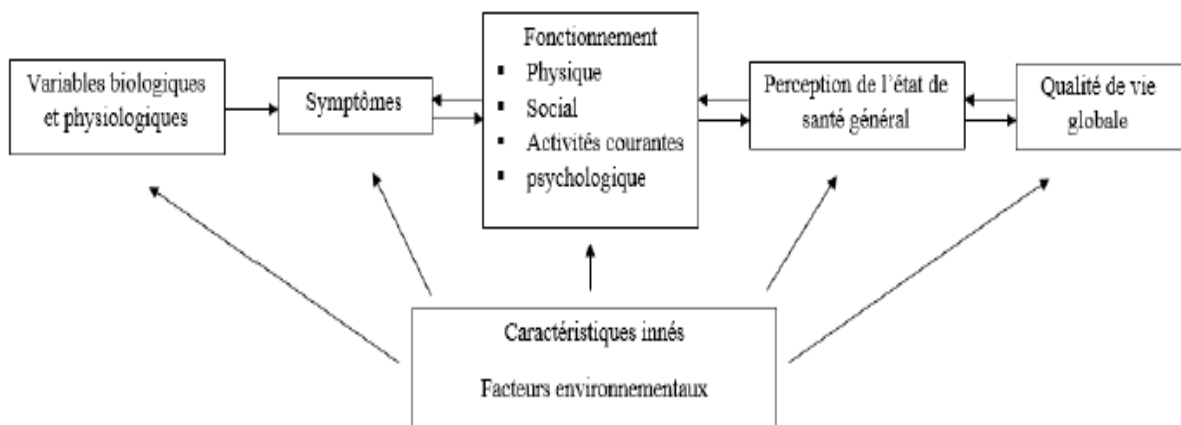 Variables biologiques
et physiologiques
Symptômes
Fonctionnement
▪ Physique
▪ Social
▪ Activités courantes
▪ psychologique
Perception de l'état de
santé général
Qualité de vie
globale
Caractéristiques innés
Facteurs environnementaux